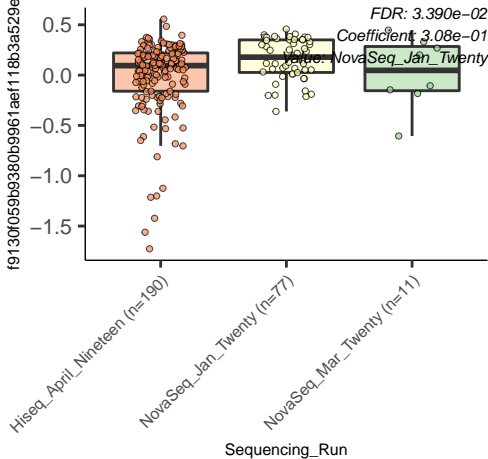 FDR: 3.390e−02
Coefficient: 3.08e−01
Value: NovaSeq_Jan_Twenty
f9130f059b9380b9961aef118b3a529e
0.5
0.0
−0.5
−1.0
−1.5
Hiseq_April_Nineteen (n=190)
NovaSeq_Jan_Twenty (n=77)
NovaSeq_Mar_Twenty (n=11)
Sequencing_Run